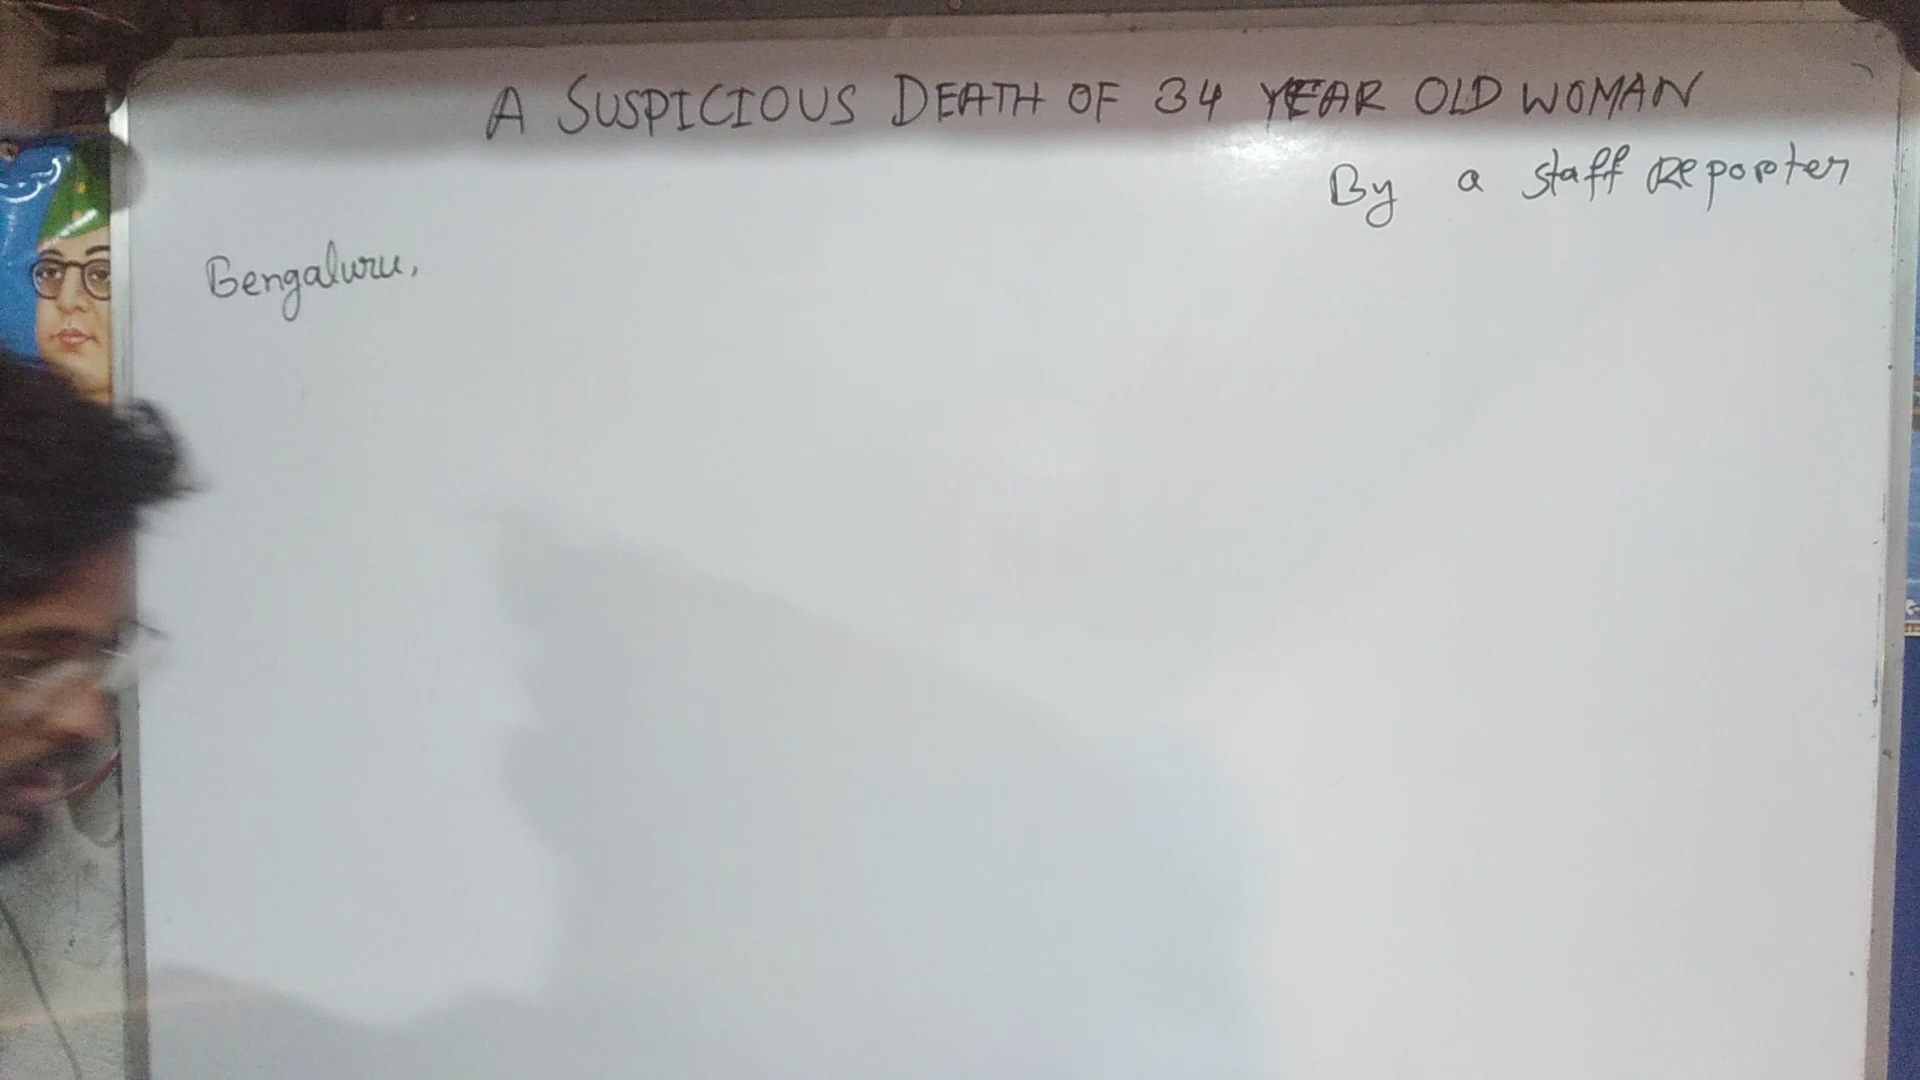 A SUSPICIOUS DEATH OF 34 YEAR OLD WOMAN
By a staff Reporter
Bengaluru,